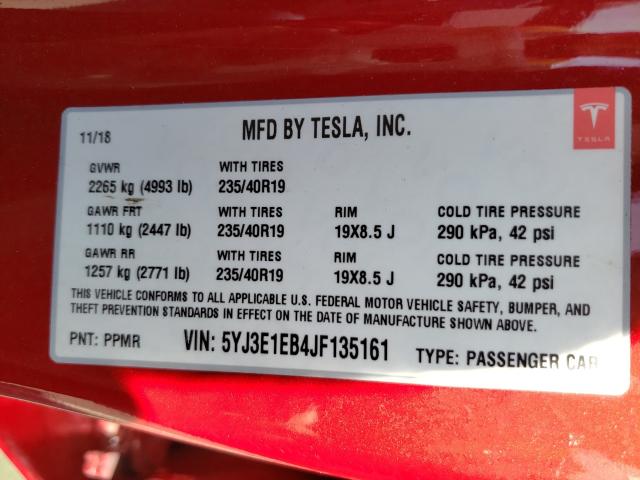 11/18 MFD BY TESLA, INC.
TESLA
GVWR WITH TIRES
2265 kg (4993 lb) 235/40R19
GAWR FRT WITH TIRES RIM COLD TIRE PRESSURE
1110 kg (2447 lb) 235/40R19 19X8.5 J 290 kPa, 42 psi
GAWR RR WITH TIRES RIM COLD TIRE PRESSURE
1257 kg (2771 lb) 235/40R19 19X8.5 J 290 kPa, 42 psi
THIS VEHICLE CONFORMS TO ALL APPLICABLE U.S. FEDERAL MOTOR VEHICLE SAFETY, BUMPER, AND
THEFT PREVENTION STANDARDS IN EFFECT ON THE DATE OF MANUFACTURE SHOWN ABOVE.
PNT: PPMR VIN: 5YJ3E1EB4JF135161 TYPE: PASSENGER CAR